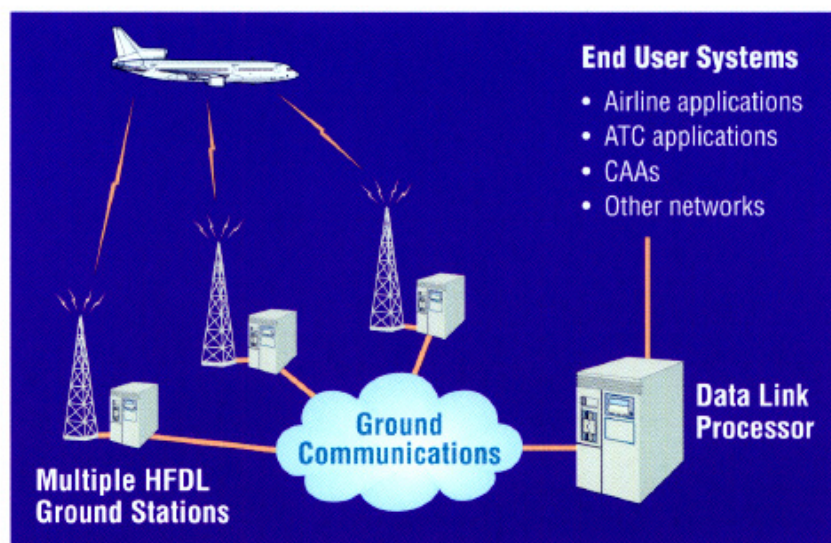 End User Systems
• Airline applications
• ATC applications
• CAAs
• Other networks
Data Link
Processor
Ground
Communications
Multiple HFDL
Ground Stations